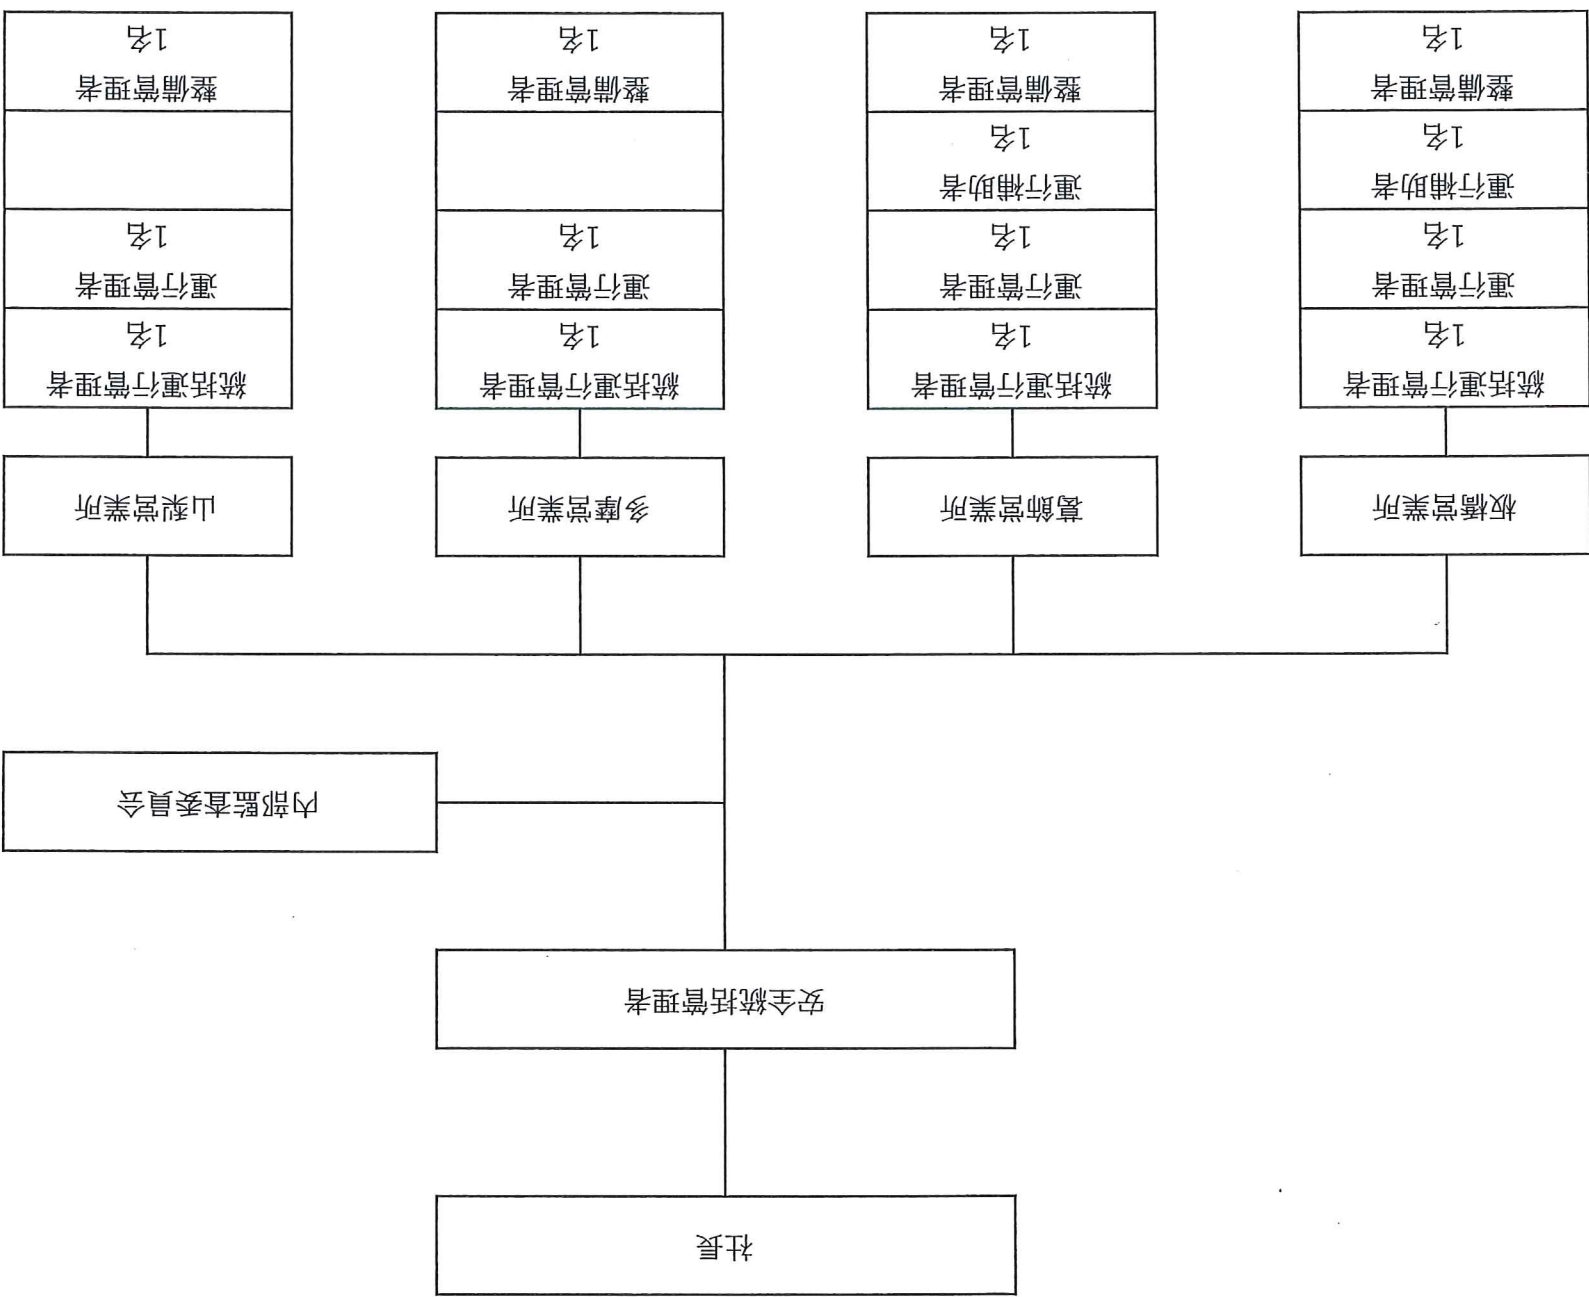 社長
安全統括管理者
内部監査委員会
板橋営業所
葛飾営業所
多摩営業所
山梨営業所
統括運行管理者
1名
運行管理者
1名
運行補助者
1名
整備管理者
1名
統括運行管理者
1名
運行管理者
1名
運行補助者
1名
整備管理者
1名
統括運行管理者
1名
運行管理者
1名
整備管理者
1名
統括運行管理者
1名
運行管理者
1名
整備管理者
1名